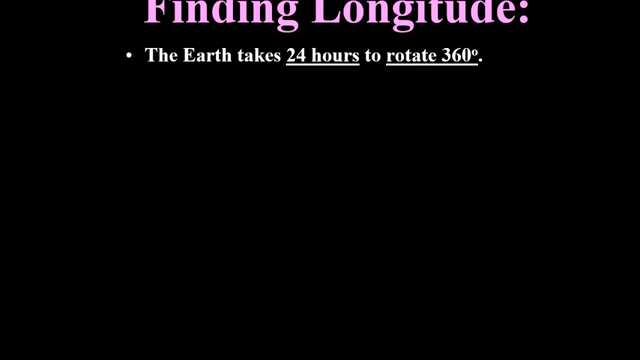 Finding Longitude:
• The Earth takes 24 hours to rotate 360º.